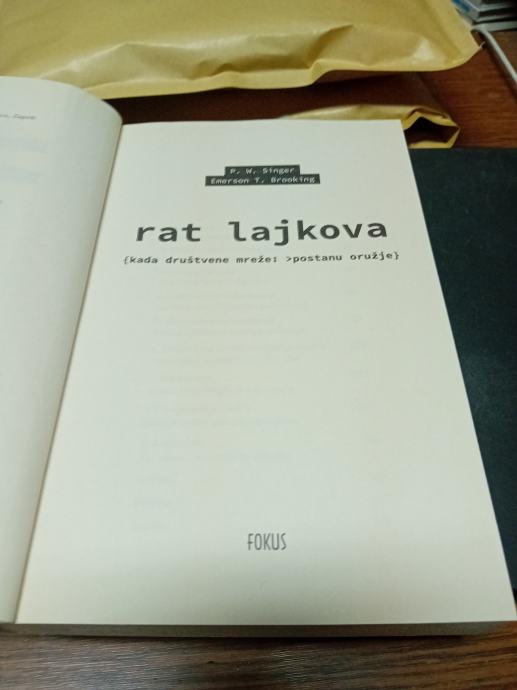 P. W. Singer
Emerson T. Brooking
rat lajkova
{kada društvene mreže: >postanu oružje}
FOKUS